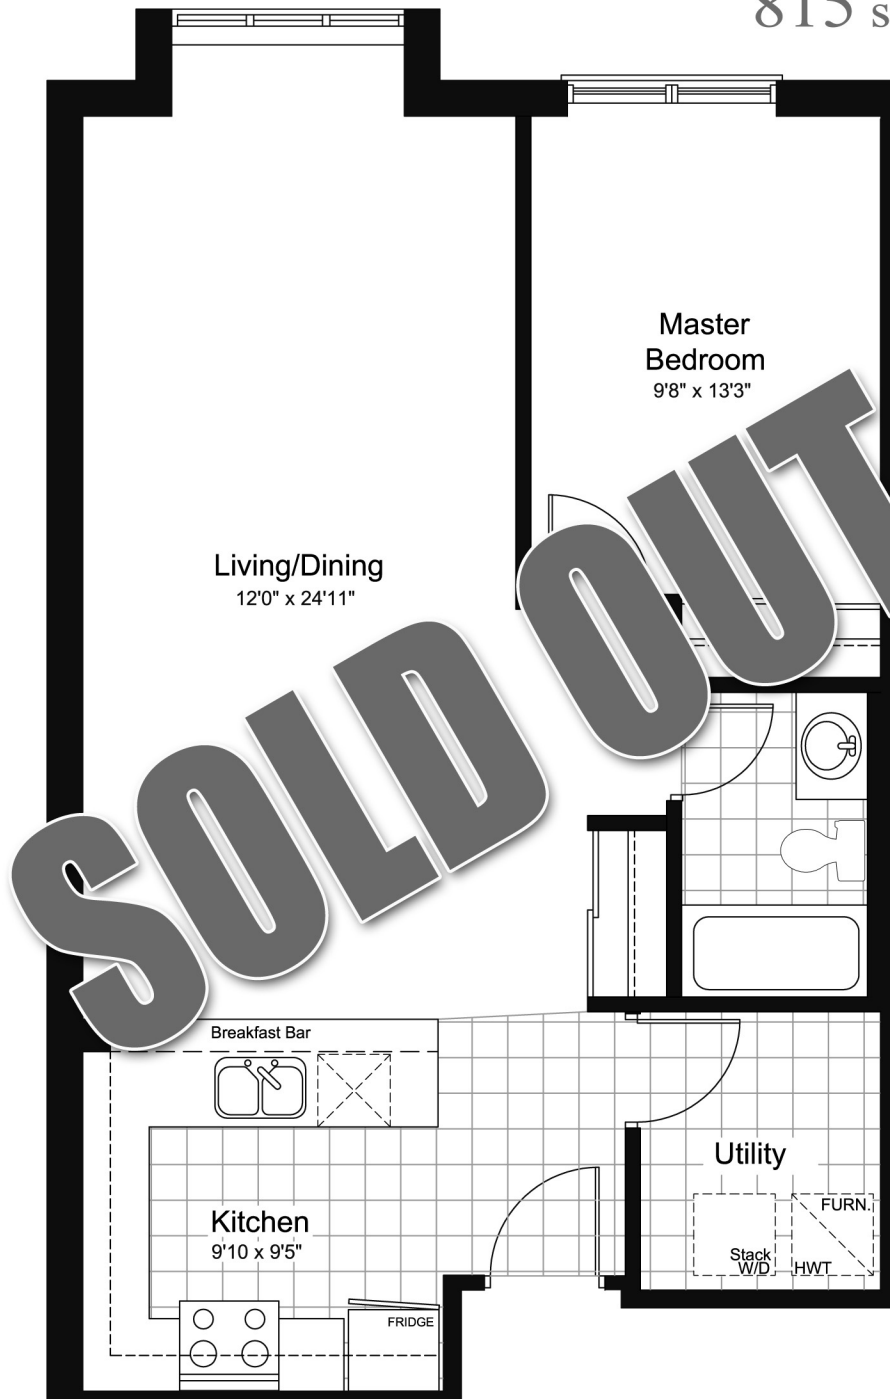 815 s
Master
Bedroom
9'8" x 13'3"
Living/Dining
12'0" x 24'11"
SOLD OUT
Breakfast Bar
Utility
Kitchen
9'10 x 9'5"
FURN.
Stack
W/D
HWT
FRIDGE